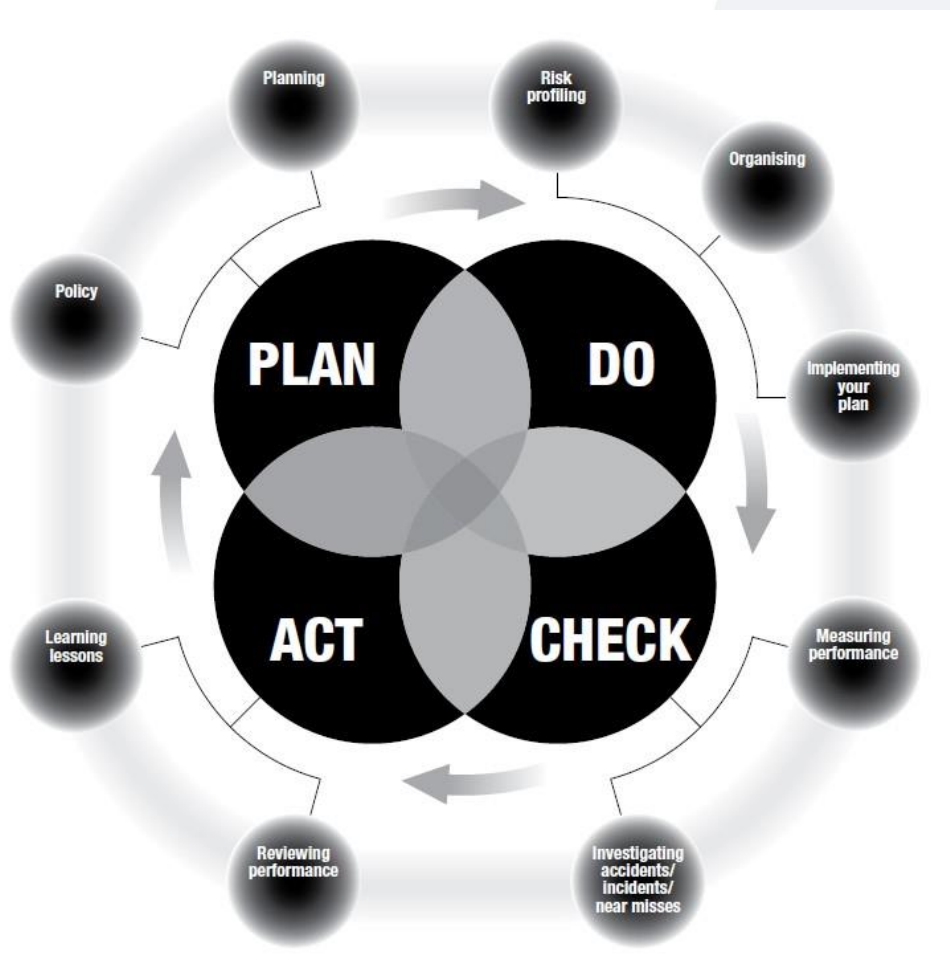 Planning
Risk
profiling
Organising
Policy
PLAN
DO
Implementing
your
plan
Learning
lessons
ACT
CHECK
Measuring
performance
Reviewing
performance
Investigating
accidents/
incidents/
near misses